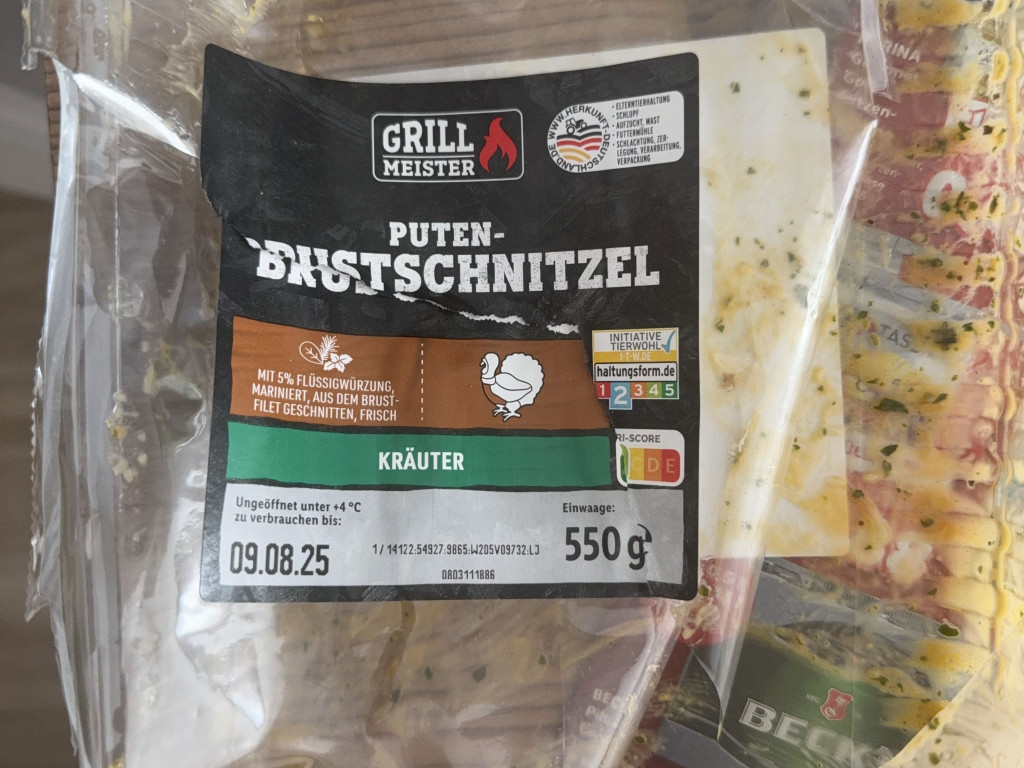 GRILL
MEISTER
WWW.HERKUNFT-DEUTSCHLAND.DE
• ELTERNTIERHALTUNG
• SCHLUPF
• AUFZUCHT, MAST
• FUTTERMÜHLE
• SCHLACHTUNG, ZER-
LEGUNG, VERARBEITUNG,
VERPACKUNG
PUTEN-
BRUSTSCHNITZEL
MIT 5% FLÜSSIGWÜRZUNG,
MARINIERT, AUS DEM BRUST-
FILET GESCHNITTEN, FRISCH
INITIATIVE
TIERWOHL
I-T-W.DE
haltungsform.de
1 2 3 4 5
RI-SCORE
C D E
KRÄUTER
Ungeöffnet unter +4 °C
zu verbrauchen bis:
09.08.25
1/ 14122:54927.9865:W205V09732:LJ
0803111886
Einwaage:
550 g
RINA
BECK